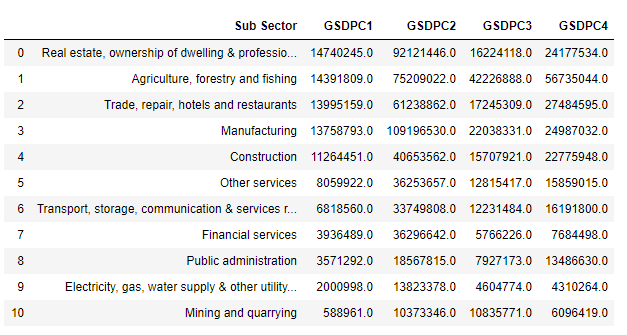 Sub Sector GSDPC1 GSDPC2 GSDPC3 GSDPC4
0 Real estate, ownership of dwelling & professio... 14740245.0 92121446.0 16224118.0 24177534.0
1 Agriculture, forestry and fishing 14391809.0 75209022.0 42226888.0 56735044.0
2 Trade, repair, hotels and restaurants 13995159.0 61238862.0 17245309.0 27484595.0
3 Manufacturing 13758793.0 109196530.0 22038331.0 24987032.0
4 Construction 11264451.0 40653562.0 15707921.0 22775948.0
5 Other services 8059922.0 36253657.0 12815417.0 15859015.0
6 Transport, storage, communication & services r... 6818560.0 33749808.0 12231484.0 16191800.0
7 Financial services 3936489.0 36296642.0 5766226.0 7684498.0
8 Public administration 3571292.0 18567815.0 7927173.0 13486630.0
9 Electricity, gas, water supply & other utility... 2000998.0 13823378.0 4604774.0 4310264.0
10 Mining and quarrying 588961.0 10373346.0 10835771.0 6096419.0